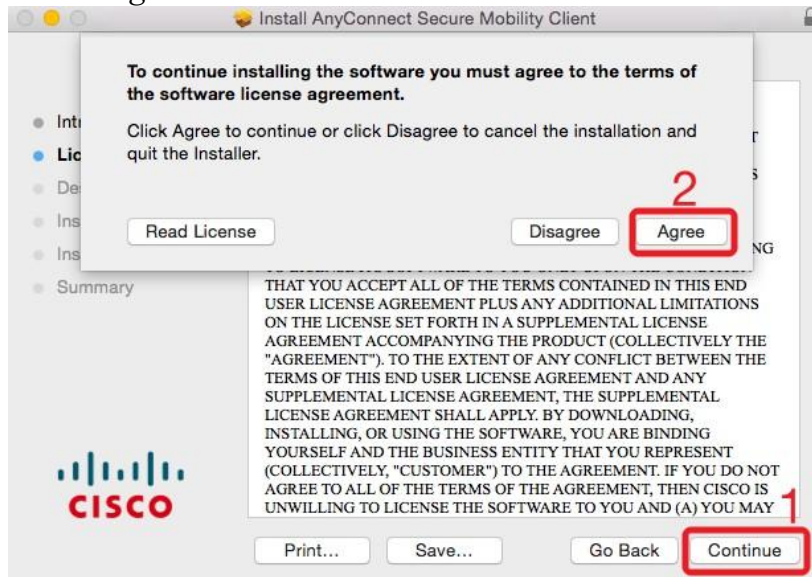 Install AnyConnect Secure Mobility Client
To continue installing the software you must agree to the terms of
the software license agreement.
Click Agree to continue or click Disagree to cancel the installation and
quit the Installer.
2
Read License
Disagree
Agree
Summary
THAT YOU ACCEPT ALL OF THE TERMS CONTAINED IN THIS END
USER LICENSE AGREEMENT PLUS ANY ADDITIONAL LIMITATIONS
ON THE LICENSE SET FORTH IN A SUPPLEMENTAL LICENSE
AGREEMENT ACCOMPANYING THE PRODUCT (COLLECTIVELY THE
"AGREEMENT"). TO THE EXTENT OF ANY CONFLICT BETWEEN THE
TERMS OF THIS END USER LICENSE AGREEMENT AND ANY
SUPPLEMENTAL LICENSE AGREEMENT, THE SUPPLEMENTAL
LICENSE AGREEMENT SHALL APPLY. BY DOWNLOADING,
INSTALLING, OR USING THE SOFTWARE, YOU ARE BINDING
YOURSELF AND THE BUSINESS ENTITY THAT YOU REPRESENT
(COLLECTIVELY, "CUSTOMER") TO THE AGREEMENT. IF YOU DO NOT
AGREE TO ALL OF THE TERMS OF THE AGREEMENT, THEN CISCO IS
UNWILLING TO LICENSE THE SOFTWARE TO YOU AND (A) YOU MAY
CISCO
1
Print...
Save...
Go Back
Continue